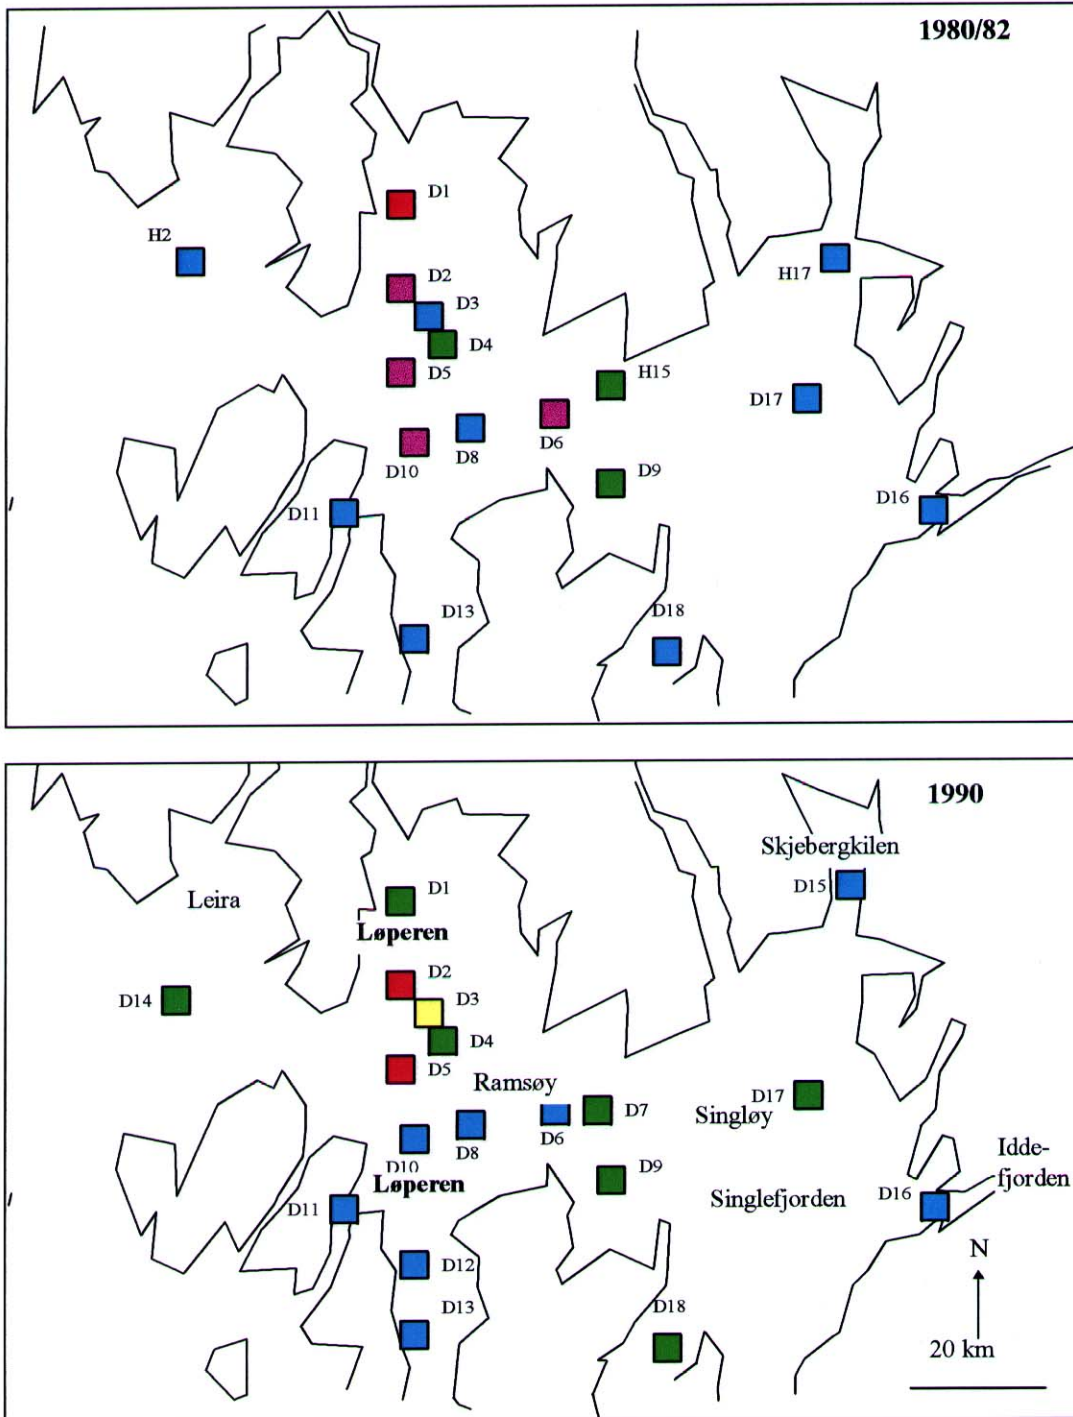 1980/82
D1
H2
D2
H17
D3
D4
D5
H15
D17
D6
D8
D10
D9
D16
D11
D13
D18
1990
Skjebergkilen
D15
Leira
D1
Løperen
D2
D14
D3
D4
D5
Ramsøy
D17
D7
Singløy
D6
D8
D10
D9
Idde-
fjorden
Løperen
Singlefjorden
D16
D11
N
D12
D13
D18
20 km